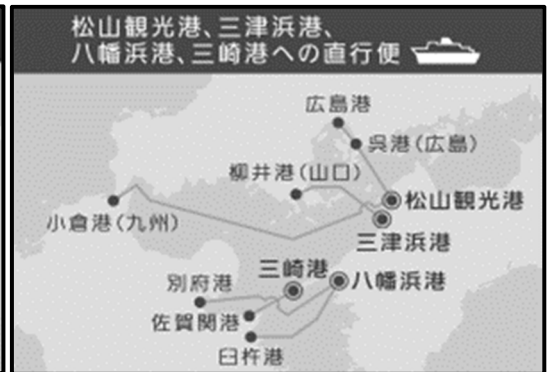 松山観光港、三津浜港、
八幡浜港、三崎港への直行便
広島港
呉港(広島)
柳井港(山口)
松山観光港
小倉港(九州)
三津浜港
三崎港
八幡浜港
別府港
佐賀関港
臼杵港